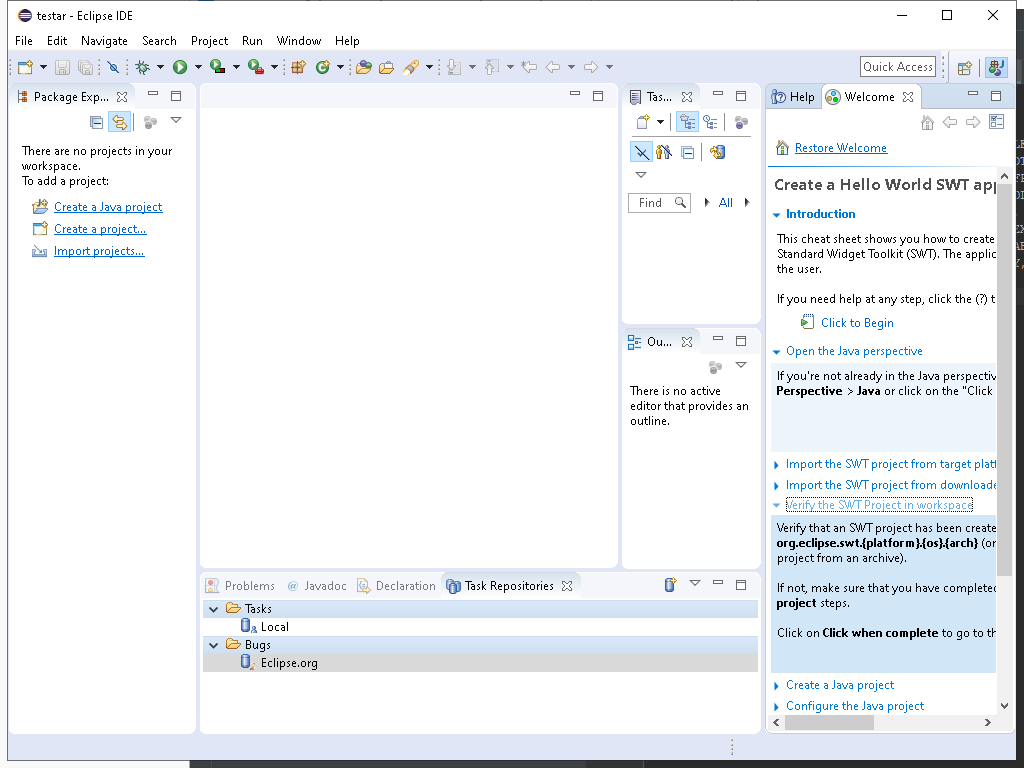 testar - Eclipse IDE
File Edit Navigate Search Project Run Window Help
Quick Access
Package Exp...
There are no projects in your
workspace.
To add a project:
Create a Java project
Create a project...
Import projects...
Tas...
Find
All
Ou...
There is no active
editor that provides an
outline.
Problems
@ Javadoc
Declaration
Task Repositories
Tasks
Local
Bugs
Eclipse.org
Help
Welcome
Restore Welcome
Create a Hello World SWT app
Introduction
This cheat sheet shows you how to create
Standard Widget Toolkit (SWT). The applic
the user.
If you need help at any step, click the (?) t
Click to Begin
Open the Java perspective
If you're not already in the Java perspectiv
Perspective > Java or click on the "Click
Import the SWT project from target platf
Import the SWT project from downloade
Verify the SWT Project in workspace
Verify that an SWT project has been create
org.eclipse.swt.{platform}.{os}.{arch} (or
project from an archive).
If not, make sure that you have completed
project steps.
Click on Click when complete to go to th
Create a Java project
Configure the Java project